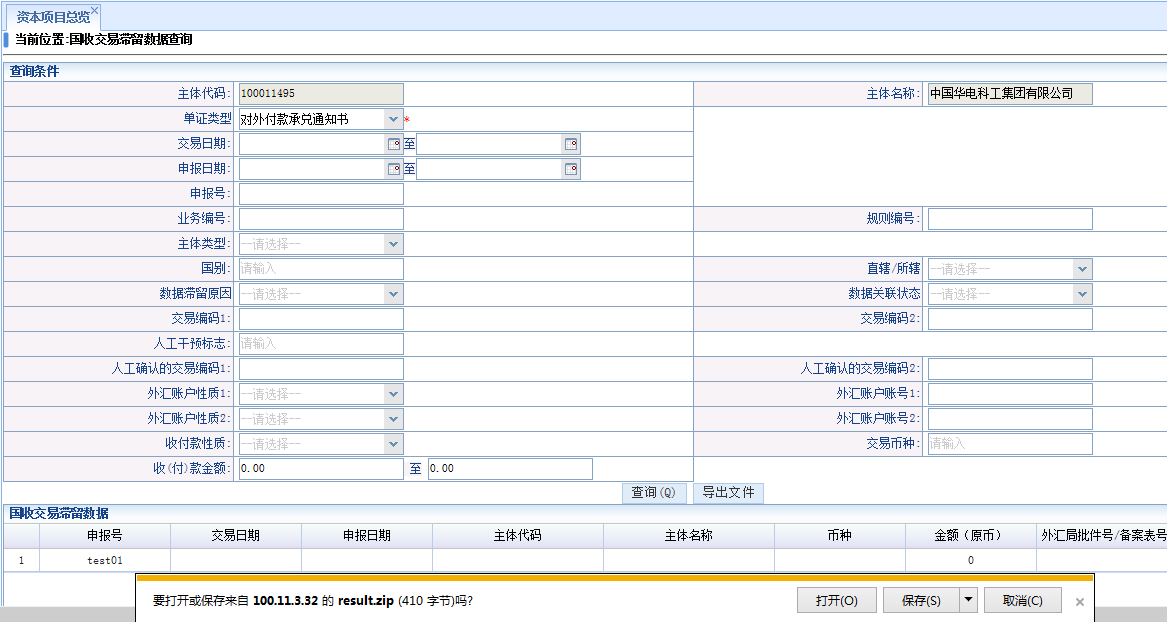 资本项目总览
当前位置:国收交易滞留数据查询
查询条件
主体代码: 100011495 主体名称: 中国华电科工集团有限公司
单证类型 对外付款承兑通知书 *
交易日期: 至
申报日期: 至
申报号:
业务编号: 规则编号:
主体类型: --请选择--
国别: 请输入 直辖/所辖 --请选择--
数据滞留原因 --请选择-- 数据关联状态 --请选择--
交易编码1: 交易编码2:
人工干预标志: 请输入
人工确认的交易编码1: 人工确认的交易编码2:
外汇账户性质1: --请选择-- 外汇账户账号1:
外汇账户性质2: --请选择-- 外汇账户账号2:
收付款性质: --请选择-- 交易币种: 请输入
收(付)款金额: 0.00 至 0.00
查询(Q) 导出文件
国收交易滞留数据
申报号 交易日期 申报日期 主体代码 主体名称 币种 金额（原币） 外汇局批件号/备案表号
1 test01 0
要打开或保存来自 100.11.3.32 的 result.zip (410 字节)吗? 打开(O) 保存(S) 取消(C) ×